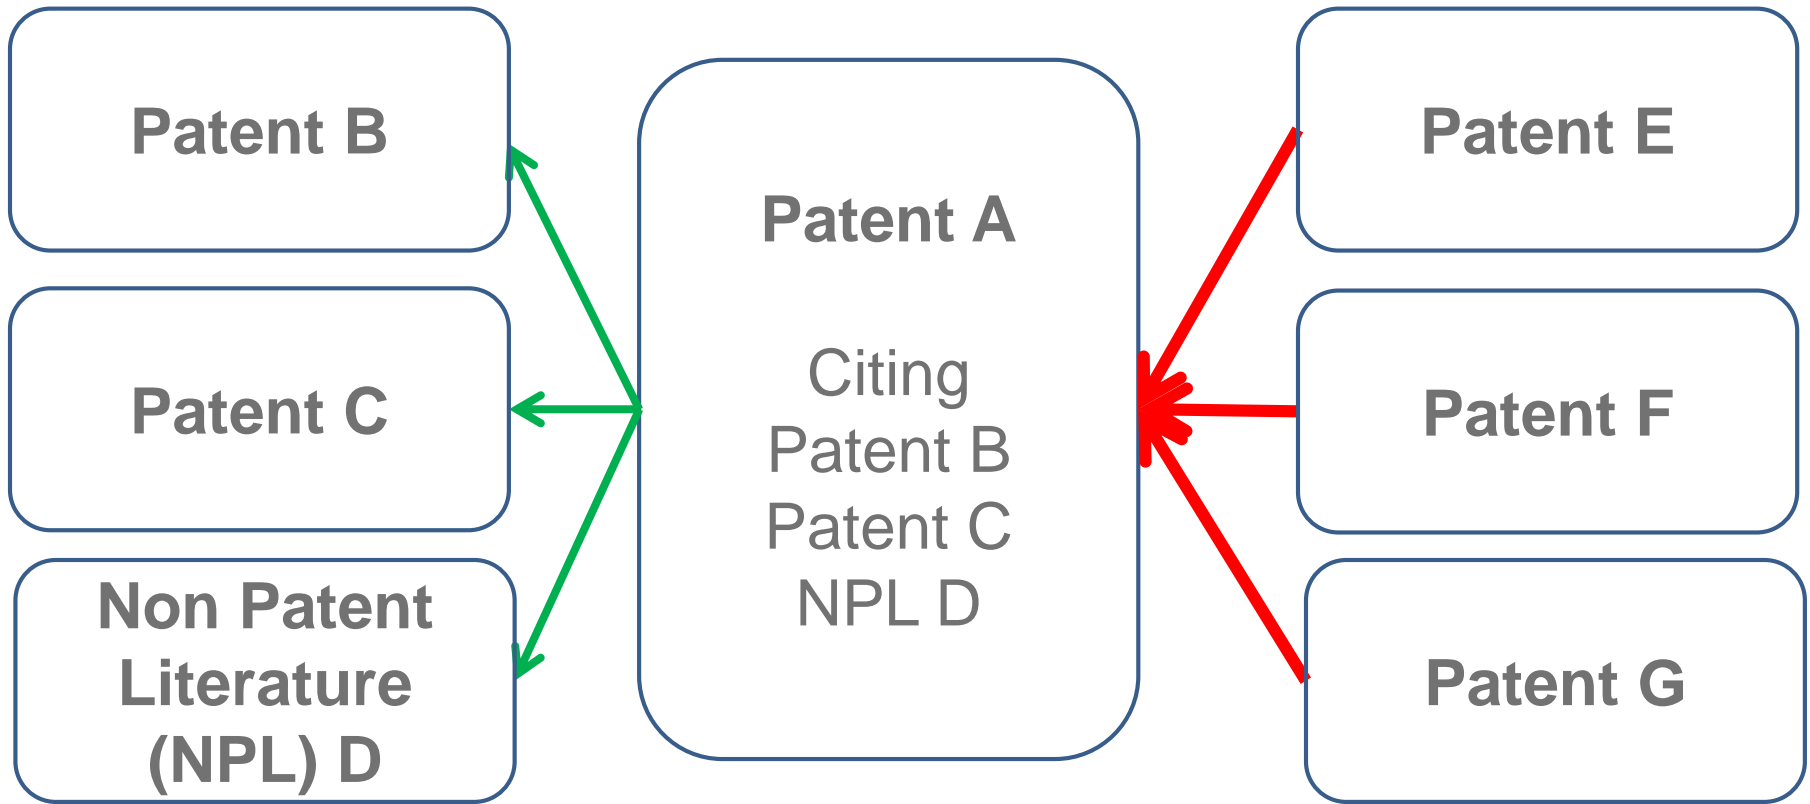 Patent B
Patent C
Non Patent
Literature
(NPL) D
Patent A
Citing
Patent B
Patent C
NPL D
Patent E
Patent F
Patent G